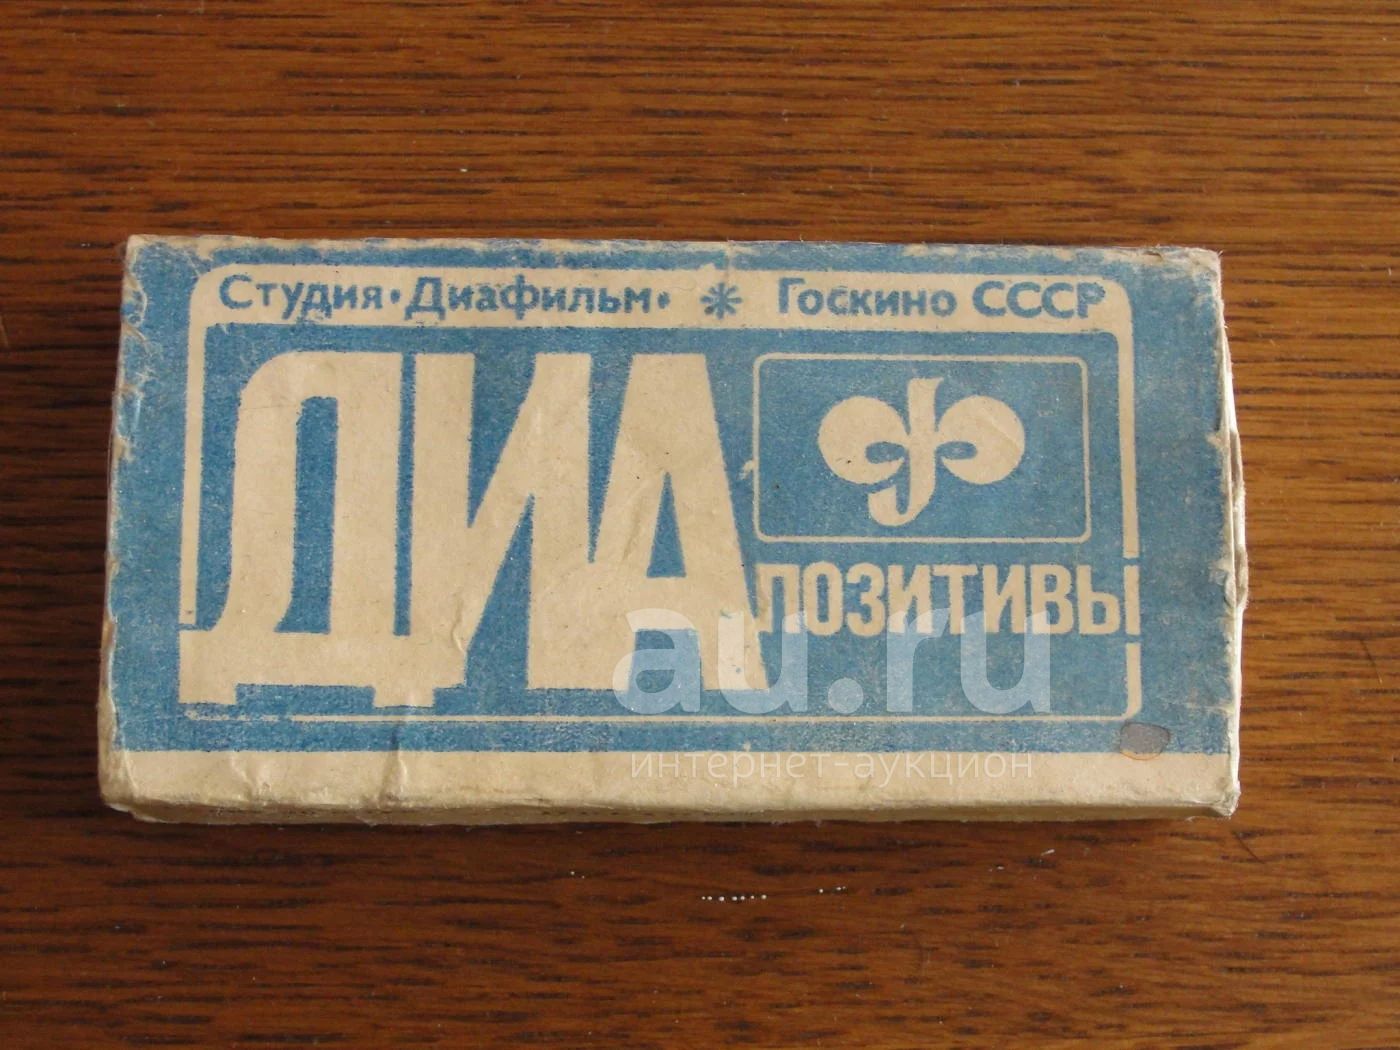 Студия•Диафильм• * Госкино СССР
ДИА
ПОЗИТИВЫ
au.ru
интернет-аукцион